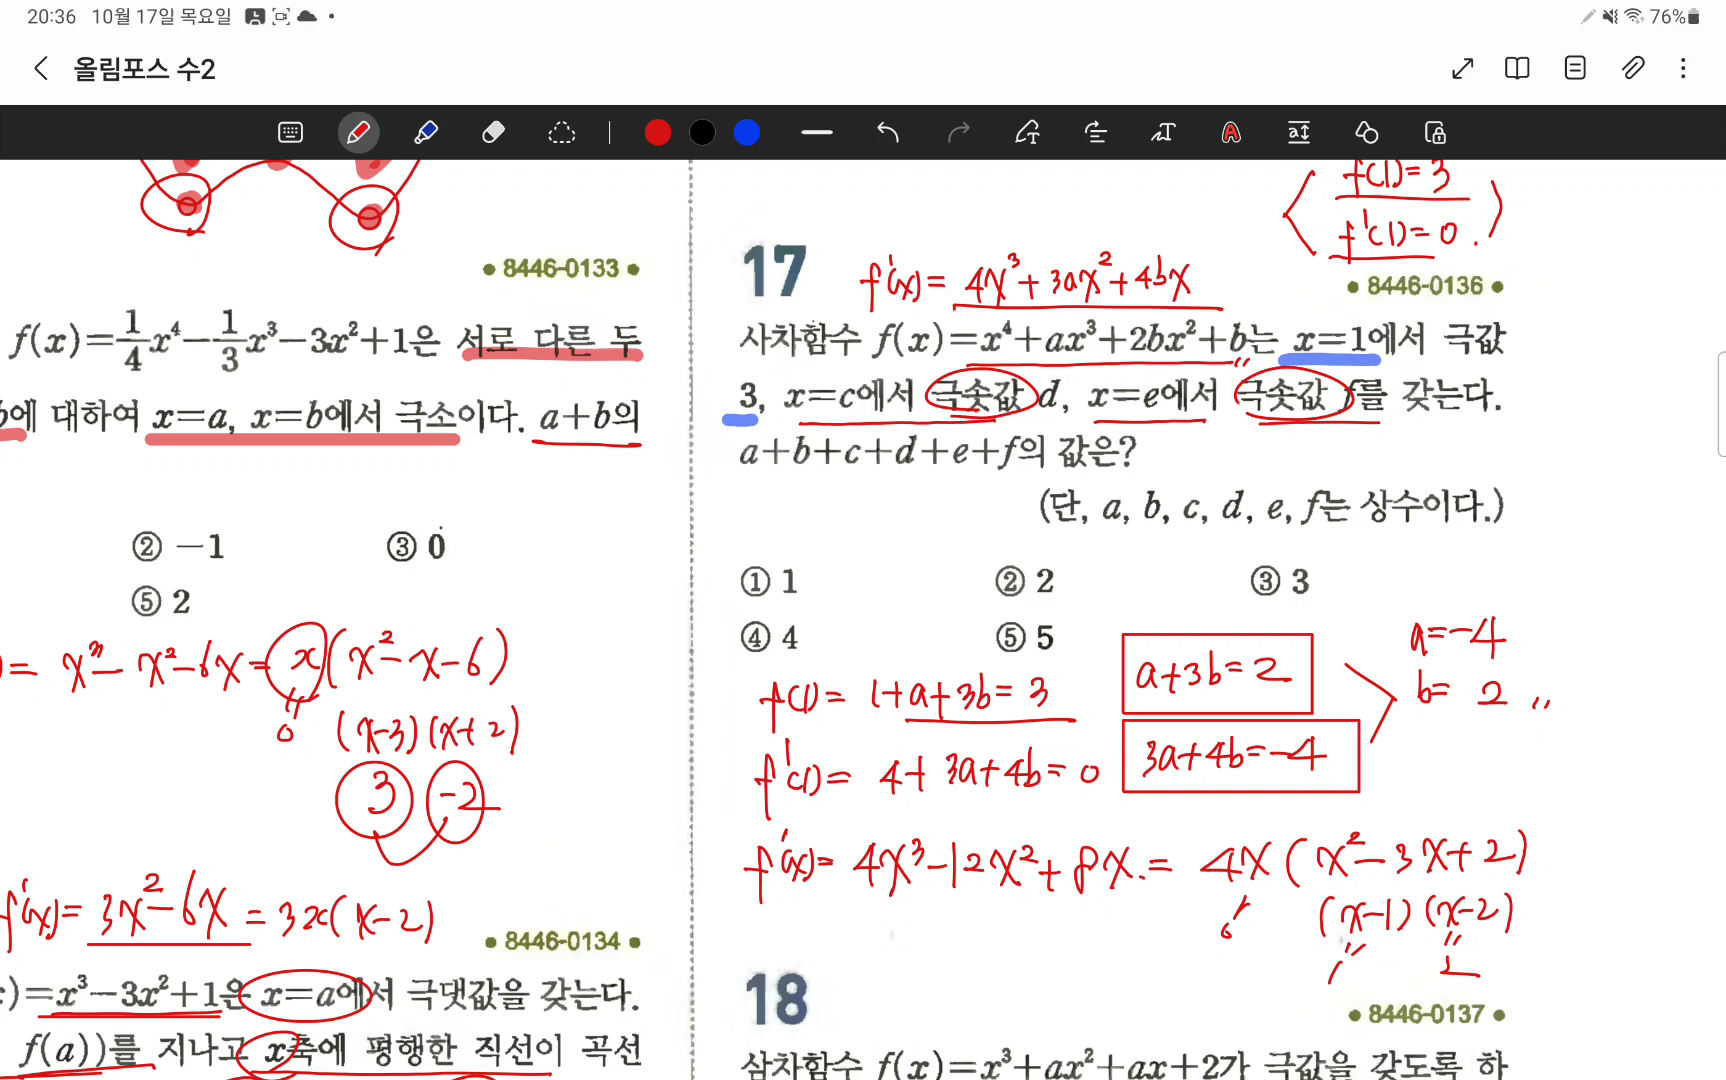 20:36 10월 17일 목요일
76%
올림포스 수2
• 8446-0133 •
f(x)=1/4x⁴−1/3x³−3x²+1은 서로 다른 두
b에 대하여 x=a, x=b에서 극소이다. a+b의
② −1 ③ 0
⑤ 2
= x³−x²−6x = x(x²−x−6)
0 (x−3)(x+2)
3 −2
f'(x)= 3x²−6x = 3x(x−2)
• 8446-0134 •
)=x³−3x²+1은 x=a에서 극댓값을 갖는다.
f(a))를 지나고 x축에 평행한 직선이 곡선
f(1)=3
f'(1)=0.
17
f'(x)= 4x³+3ax²+4bx
• 8446-0136 •
사차함수 f(x)=x⁴+ax³+2bx²+b는 x=1에서 극값
3, x=c에서 극솟값 d, x=e에서 극솟값 f를 갖는다.
a+b+c+d+e+f의 값은?
(단, a, b, c, d, e, f는 상수이다.)
① 1 ② 2 ③ 3
④ 4 ⑤ 5
f(1)= 1+a+3b=3
a+3b=2
f'(1)= 4+3a+4b=0
3a+4b=−4
a=−4
b= 2
f'(x)= 4x³−12x²+8x.= 4x(x²−3x+2)
0 (x−1)(x−2)
1 2
18
• 8446-0137 •
삼차함수 f(x)=x³+ax²+ax+2가 극값을 갖도록 하